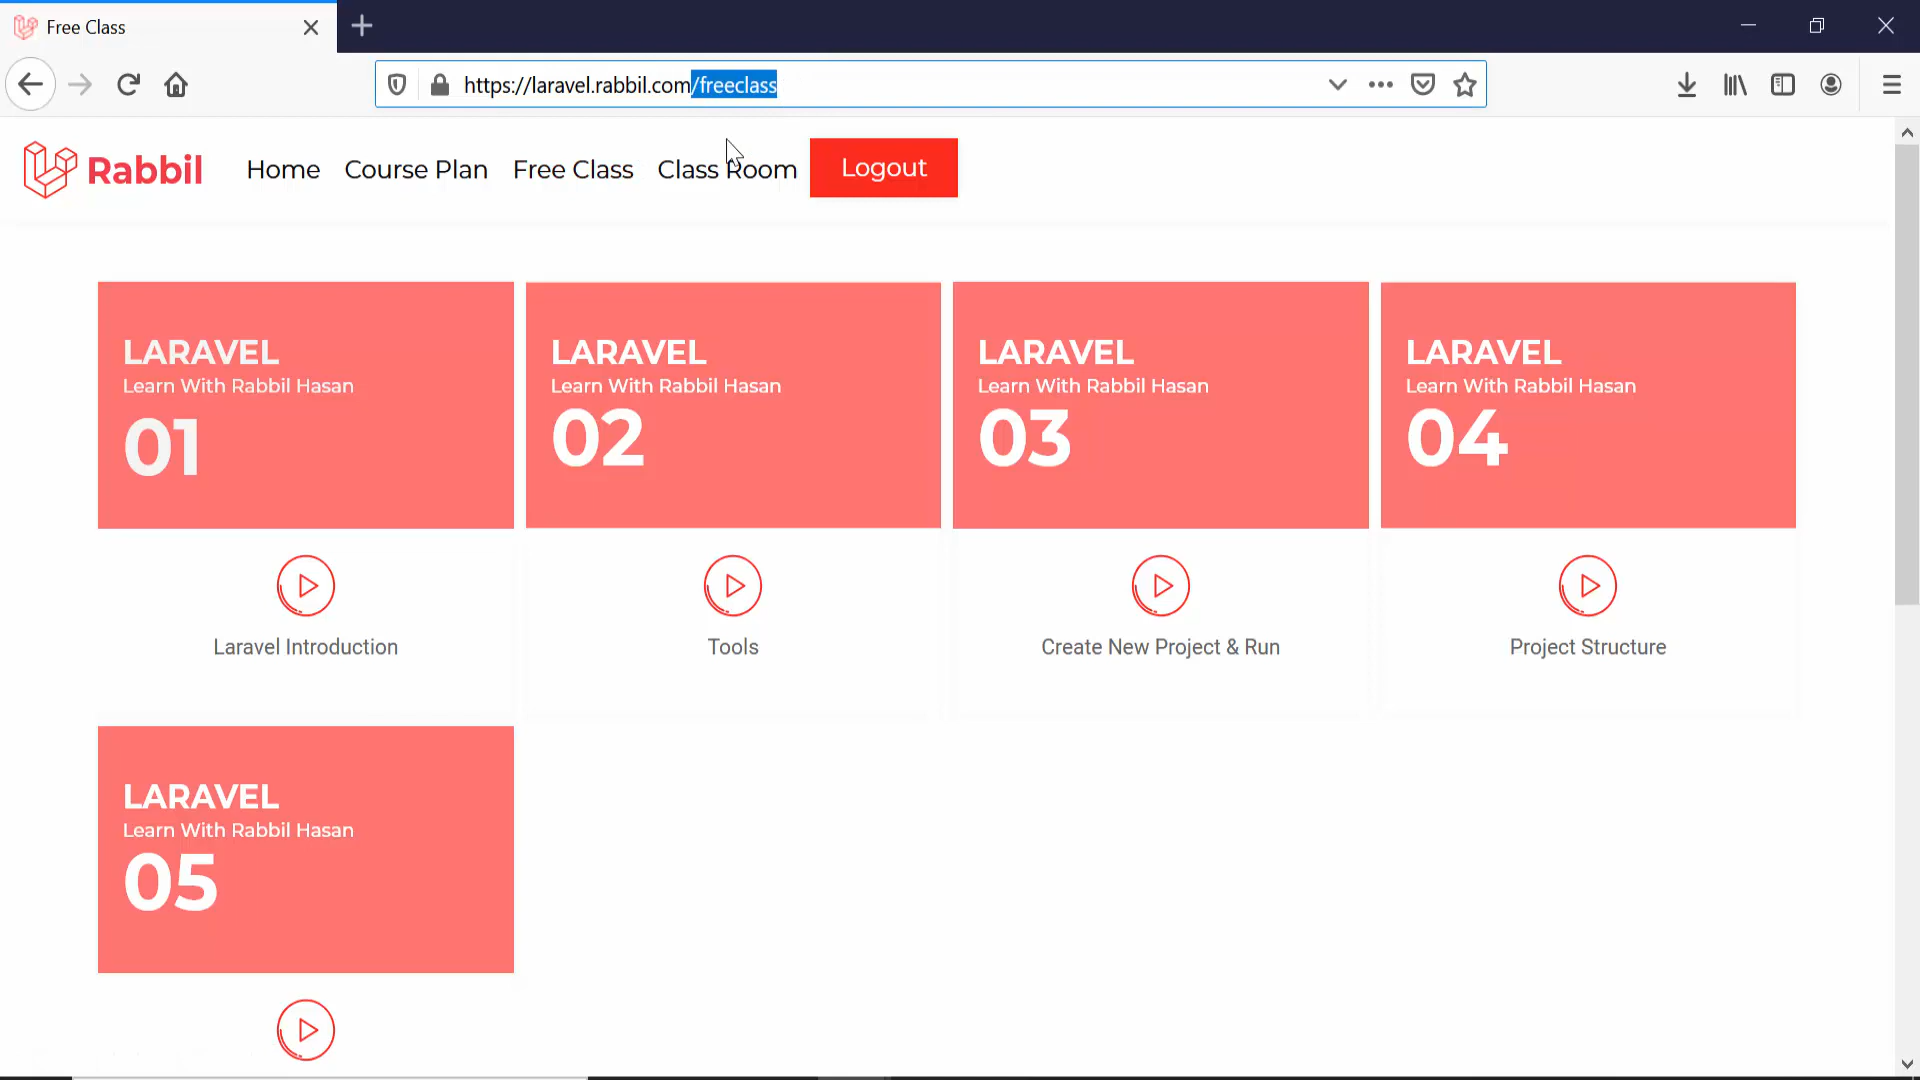 Free Class
https://laravel.rabbil.com/freeclass
Rabbil
Home
Course Plan
Free Class
Class Room
Logout
LARAVEL
Learn With Rabbil Hasan
01
Laravel Introduction
LARAVEL
Learn With Rabbil Hasan
02
Tools
LARAVEL
Learn With Rabbil Hasan
03
Create New Project & Run
LARAVEL
Learn With Rabbil Hasan
04
Project Structure
LARAVEL
Learn With Rabbil Hasan
05